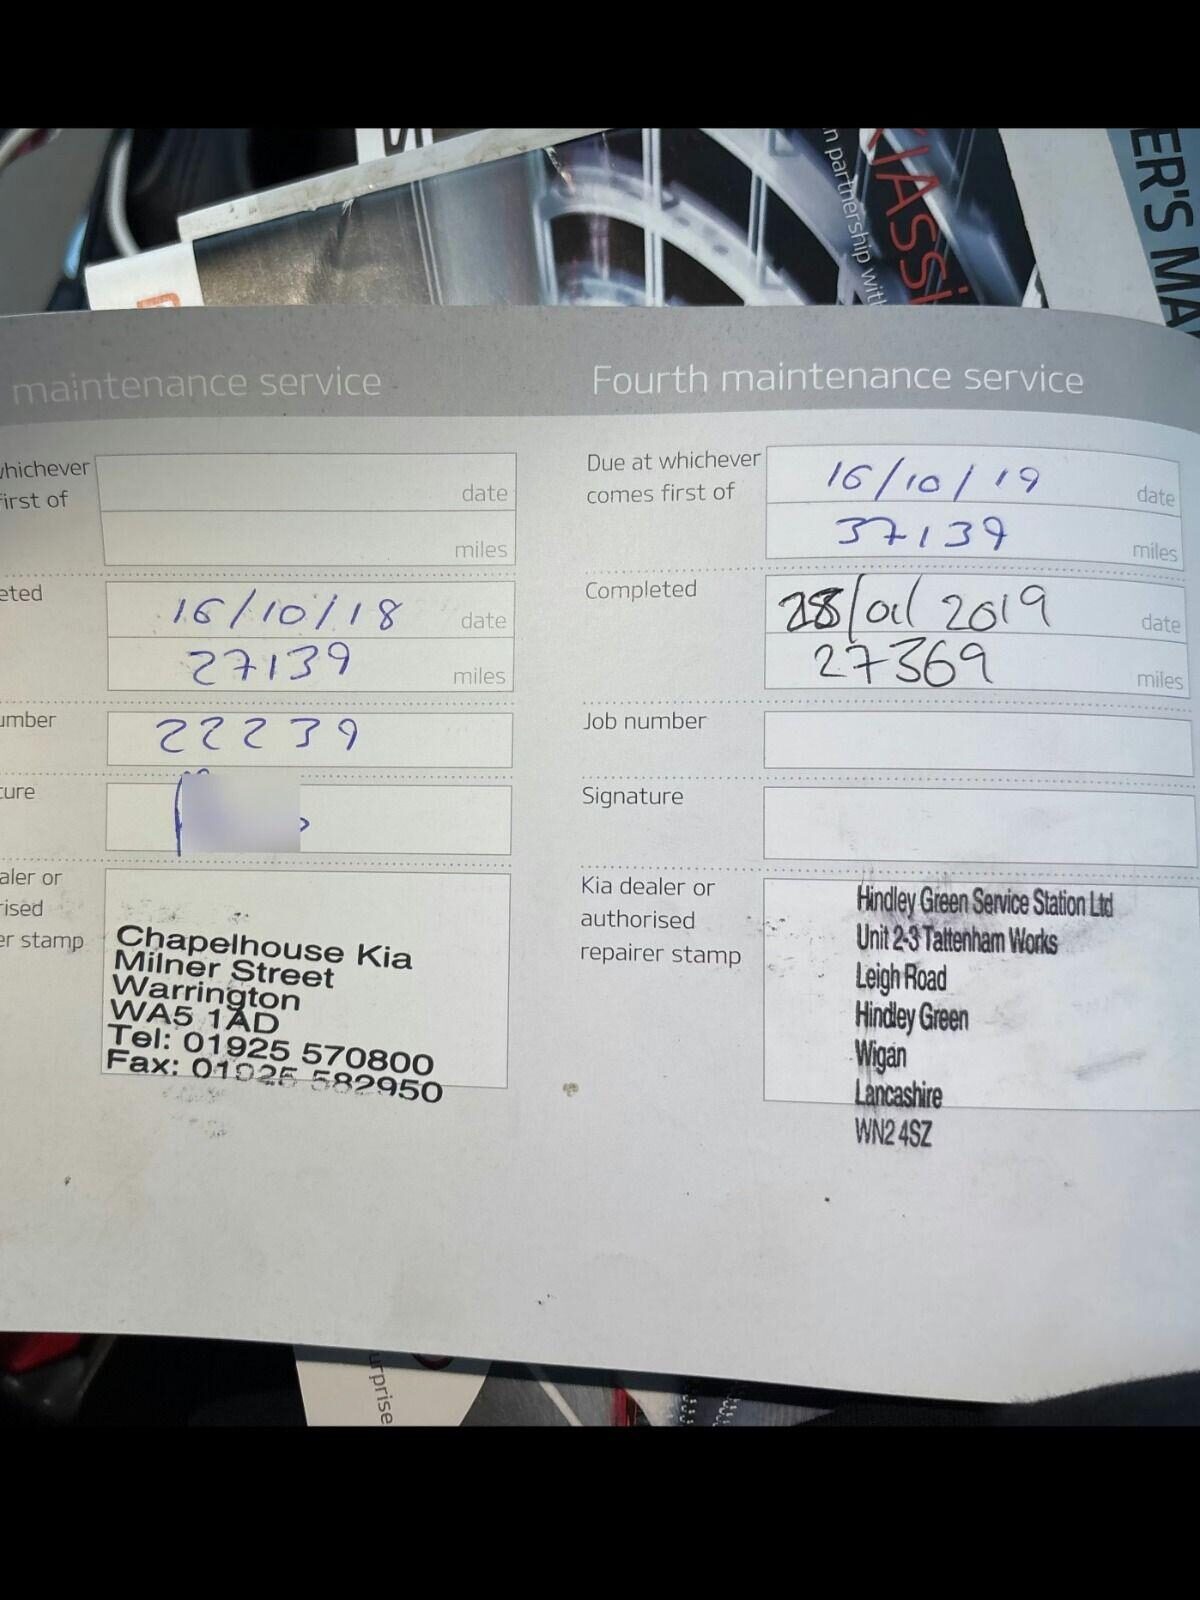 n partnership with
KIAssi
ER'S MA
maintenance service
whichever
first of
date
miles
eted
16/10/18
date
27139
miles
umber
22239
ture
aler or
rised
er stamp
Chapelhouse Kia
Milner Street
Warrington
WA5 1AD
Tel: 01925 570800
Fax: 01925 582950
Fourth maintenance service
Due at whichever
comes first of
16/10/19
date
37139
miles
Completed
28/01/2019
date
27369
miles
Job number
Signature
Kia dealer or
authorised
repairer stamp
Hindley Green Service Station Ltd
Unit 2-3 Tattenham Works
Leigh Road
Hindley Green
Wigan
Lancashire
WN2 4SZ
urprise